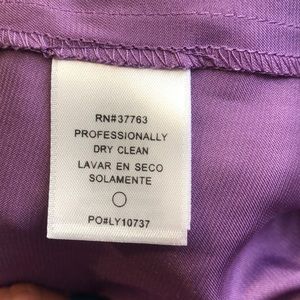 RN#37763
PROFESSIONALLY
DRY CLEAN
LAVAR EN SECO
SOLAMENTE
PO#LY10737